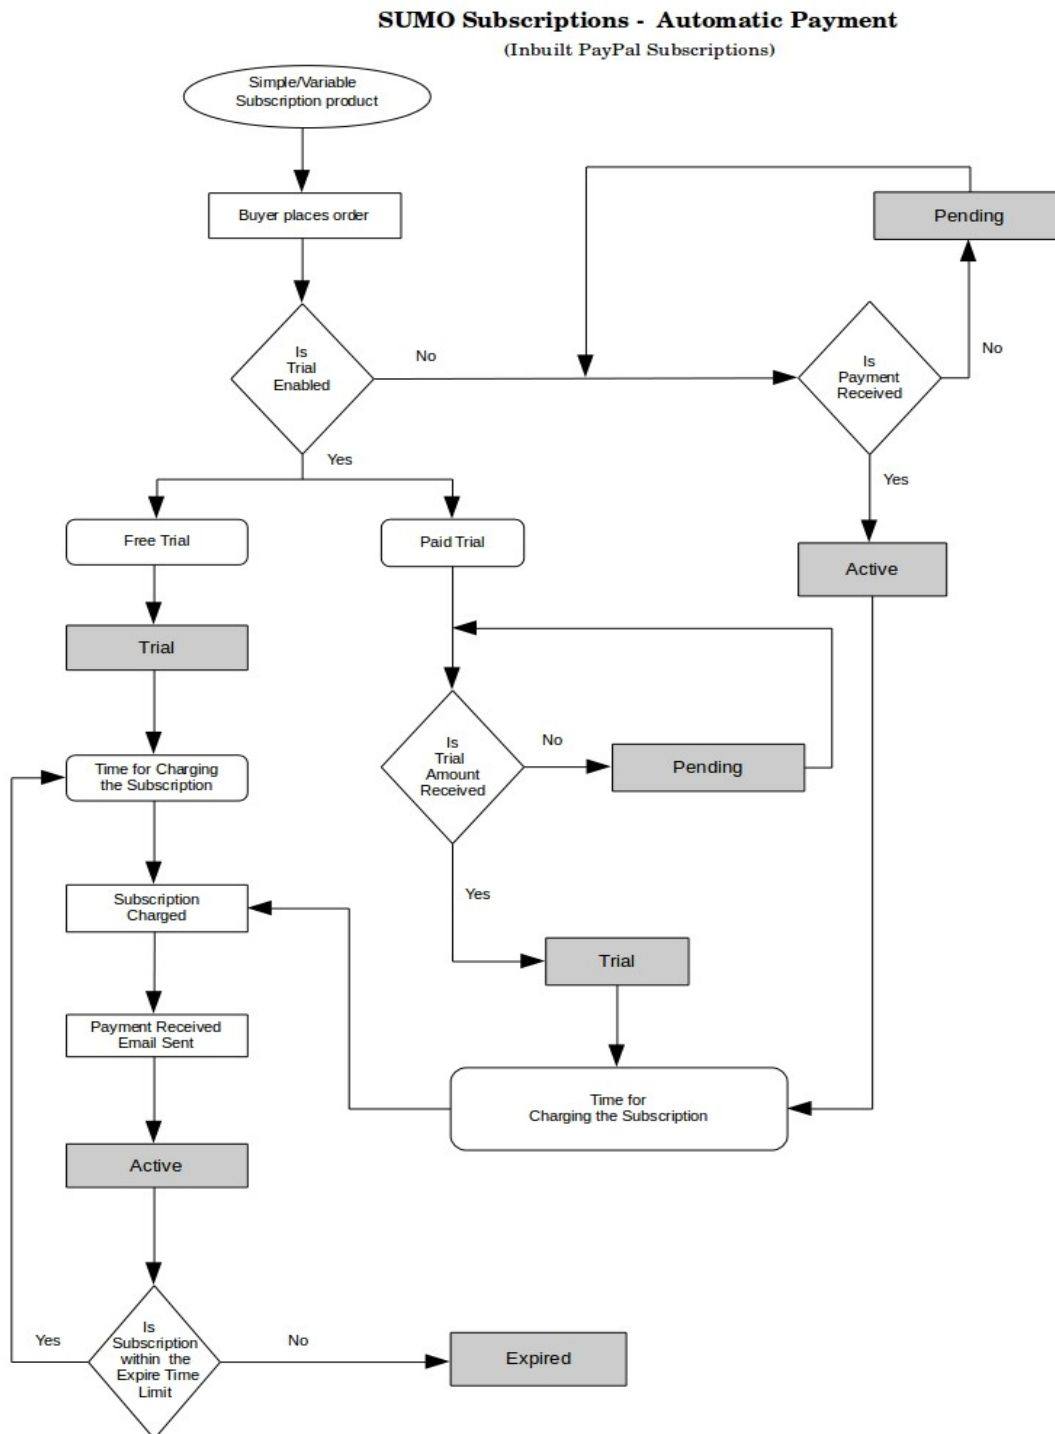 SUMO Subscriptions - Automatic Payment
(Inbuilt PayPal Subscriptions)
Simple/Variable
Subscription product
Buyer places order
Pending
Is
Trial
Enabled
No
Is
Payment
Received
No
Yes
Yes
Free Trial
Paid Trial
Active
Trial
Is
Trial
Amount
Received
No
Pending
Time for Charging
the Subscription
Subscription
Charged
Yes
Trial
Payment Received
Email Sent
Time for
Charging the Subscription
Active
Is
Subscription
within the
Expire Time
Limit
Yes
No
Expired